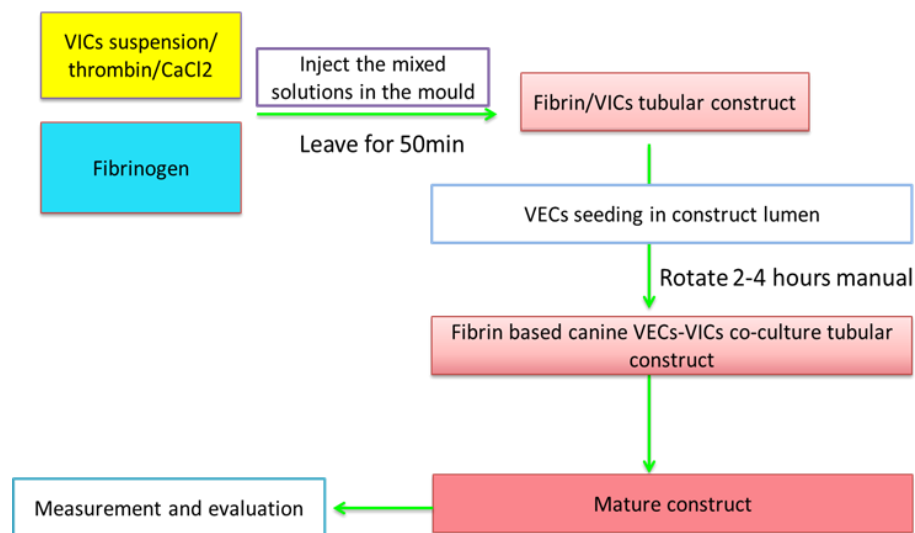 VICs suspension/
thrombin/CaCl2
Inject the mixed
solutions in the mould
Fibrin/VICs tubular construct
Leave for 50min
Fibrinogen
VECs seeding in construct lumen
Rotate 2-4 hours manual
Fibrin based canine VECs-VICs co-culture tubular
construct
Mature construct
Measurement and evaluation